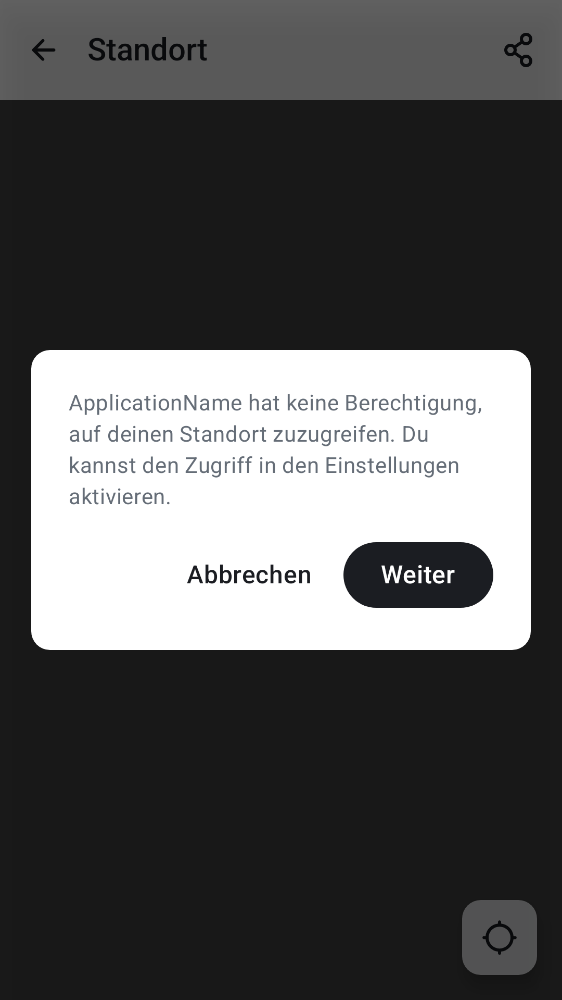 Standort
ApplicationName hat keine Berechtigung,
auf deinen Standort zuzugreifen. Du
kannst den Zugriff in den Einstellungen
aktivieren.
Abbrechen
Weiter